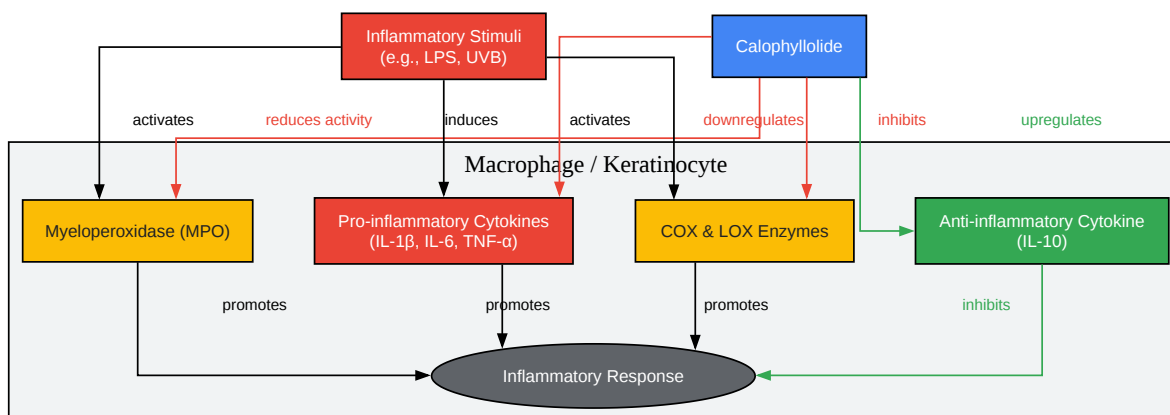 Inflammatory Stimuli
(e.g., LPS, UVB)
Calophyllolide
activates
reduces activity
induces
activates
downregulates
inhibits
upregulates
Macrophage / Keratinocyte
Myeloperoxidase (MPO)
Pro-inflammatory Cytokines
(IL-1β, IL-6, TNF-α)
COX & LOX Enzymes
Anti-inflammatory Cytokine
(IL-10)
promotes
promotes
promotes
inhibits
Inflammatory Response